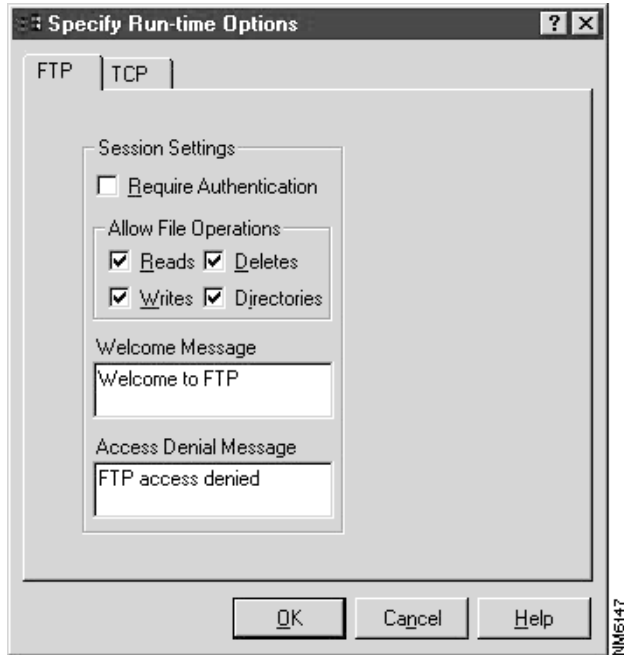 Specify Run-time Options
FTP TCP
Session Settings
Require Authentication
Allow File Operations
Reads Deletes
Writes Directories
Welcome Message
Welcome to FTP
Access Denial Message
FTP access denied
OK Cancel Help
NM6147